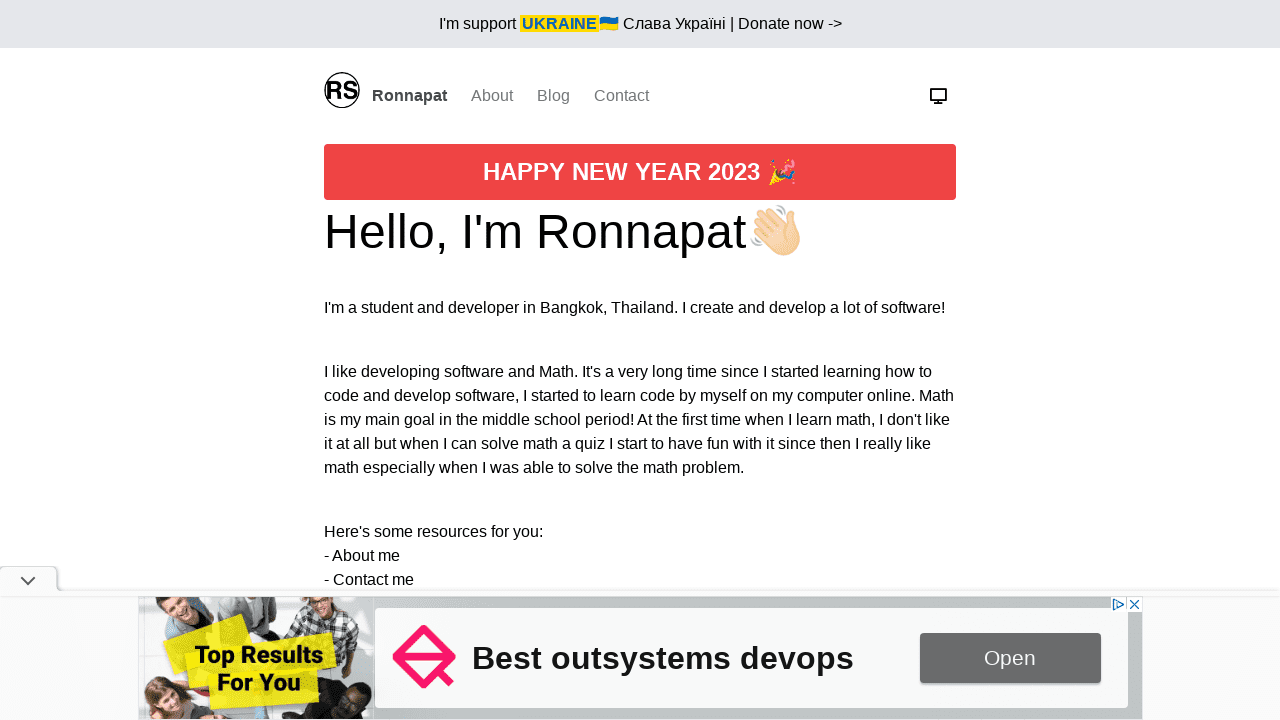 I'm support UKRAINE🇺🇦 Слава Україні | Donate now ->
RS
Ronnapat About Blog Contact
HAPPY NEW YEAR 2023 🎉
Hello, I'm Ronnapat👋🏻
I'm a student and developer in Bangkok, Thailand. I create and develop a lot of software!
I like developing software and Math. It's a very long time since I started learning how to
code and develop software, I started to learn code by myself on my computer online. Math
is my main goal in the middle school period! At the first time when I learn math, I don't like
it at all but when I can solve math a quiz I start to have fun with it since then I really like
math especially when I was able to solve the math problem.
Here's some resources for you:
- About me
- Contact me
Top Results
For You
Best outsystems devops
Open